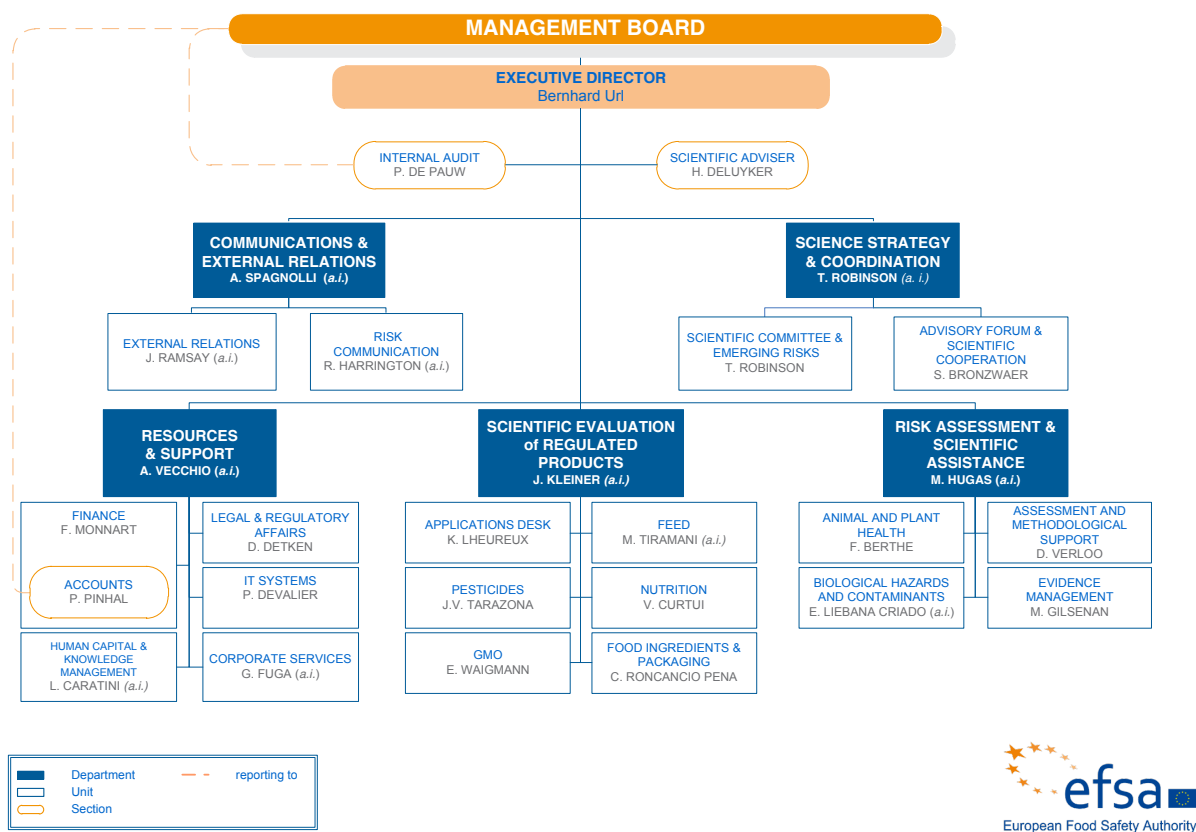 MANAGEMENT BOARD
EXECUTIVE DIRECTOR
Bernhard Url
INTERNAL AUDIT
P. DE PAUW
SCIENTIFIC ADVISER
H. DELUYKER
COMMUNICATIONS &
EXTERNAL RELATIONS
A. SPAGNOLLI (a.i.)
SCIENCE STRATEGY
& COORDINATION
T. ROBINSON (a. i.)
EXTERNAL RELATIONS
J. RAMSAY (a.i.)
RISK
COMMUNICATION
R. HARRINGTON (a.i.)
SCIENTIFIC COMMITTEE &
EMERGING RISKS
T. ROBINSON
ADVISORY FORUM &
SCIENTIFIC
COOPERATION
S. BRONZWAER
RESOURCES
& SUPPORT
A. VECCHIO (a.i.)
SCIENTIFIC EVALUATION
of REGULATED
PRODUCTS
J. KLEINER (a.i.)
RISK ASSESSMENT &
SCIENTIFIC
ASSISTANCE
M. HUGAS (a.i.)
FINANCE
F. MONNART
LEGAL & REGULATORY
AFFAIRS
D. DETKEN
ACCOUNTS
P. PINHAL
IT SYSTEMS
P. DEVALIER
HUMAN CAPITAL &
KNOWLEDGE
MANAGEMENT
L. CARATINI (a.i.)
CORPORATE SERVICES
G. FUGA (a.i.)
APPLICATIONS DESK
K. LHEUREUX
FEED
M. TIRAMANI (a.i.)
PESTICIDES
J.V. TARAZONA
NUTRITION
V. CURTUI
GMO
E. WAIGMANN
FOOD INGREDIENTS &
PACKAGING
C. RONCANCIO PENA
ANIMAL AND PLANT
HEALTH
F. BERTHE
ASSESSMENT AND
METHODOLOGICAL
SUPPORT
D. VERLOO
BIOLOGICAL HAZARDS
AND CONTAMINANTS
E. LIEBANA CRIADO (a.i.)
EVIDENCE
MANAGEMENT
M. GILSENAN
Department
reporting to
Unit
Section
efsa
European Food Safety Authority